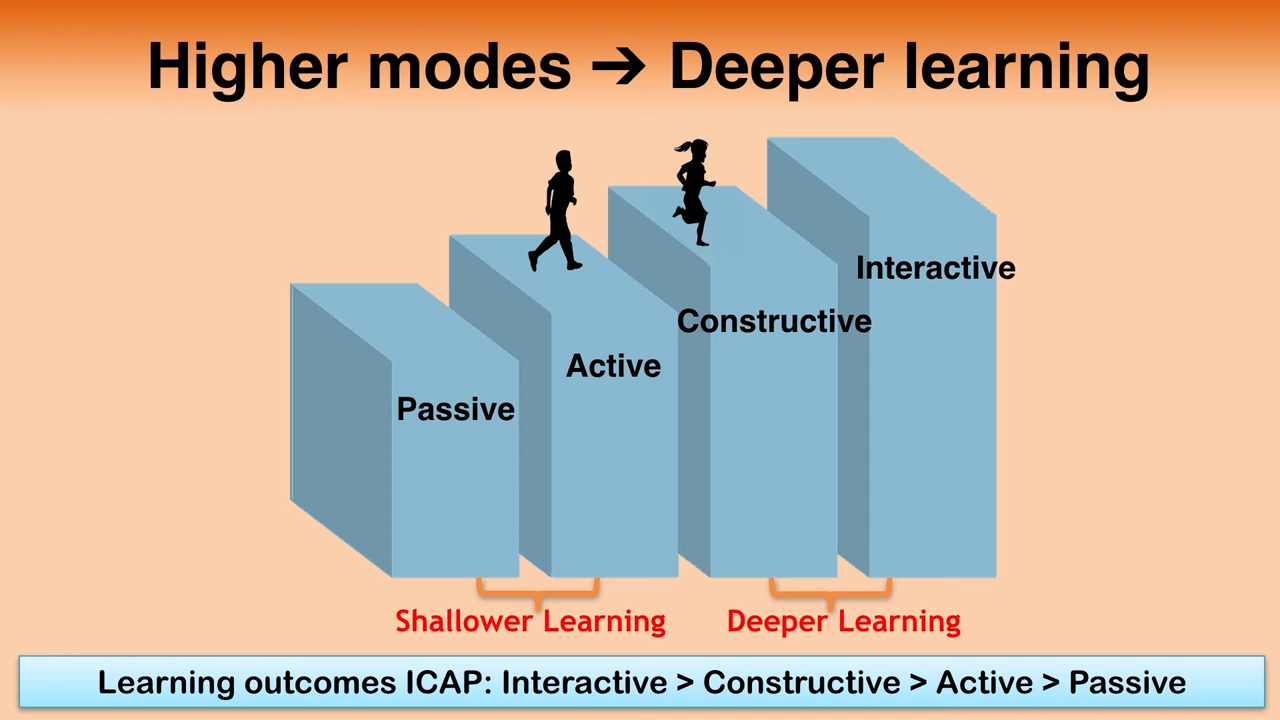 Higher modes ➔ Deeper learning
Interactive
Constructive
Active
Passive
Shallower Learning
Deeper Learning
Learning outcomes ICAP: Interactive > Constructive > Active > Passive